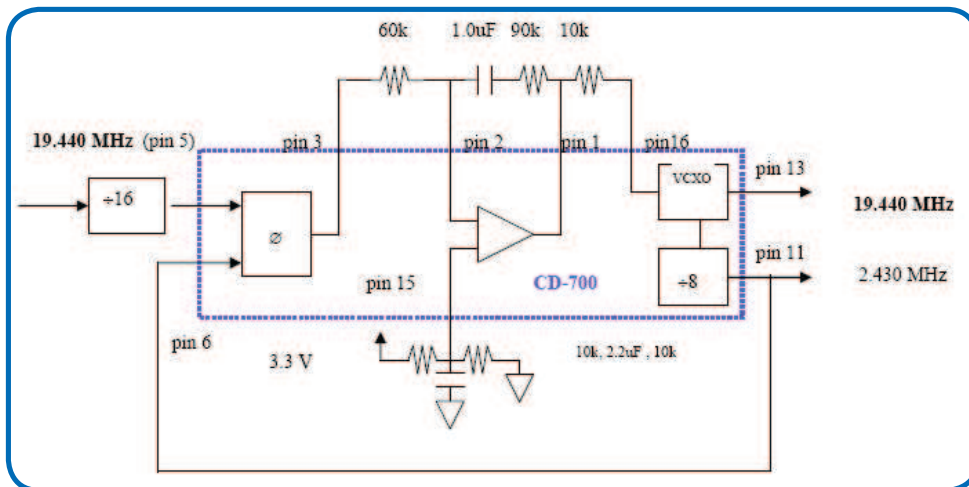 60k 1.0uF 90k 10k
19.440 MHz (pin 5) pin 3 pin 2 pin 1 pin16
÷16
ø
VCXO
pin 13
19.440 MHz
pin 11
÷8
2.430 MHz
pin 15
CD-700
pin 6
3.3 V
10k, 2.2uF , 10k